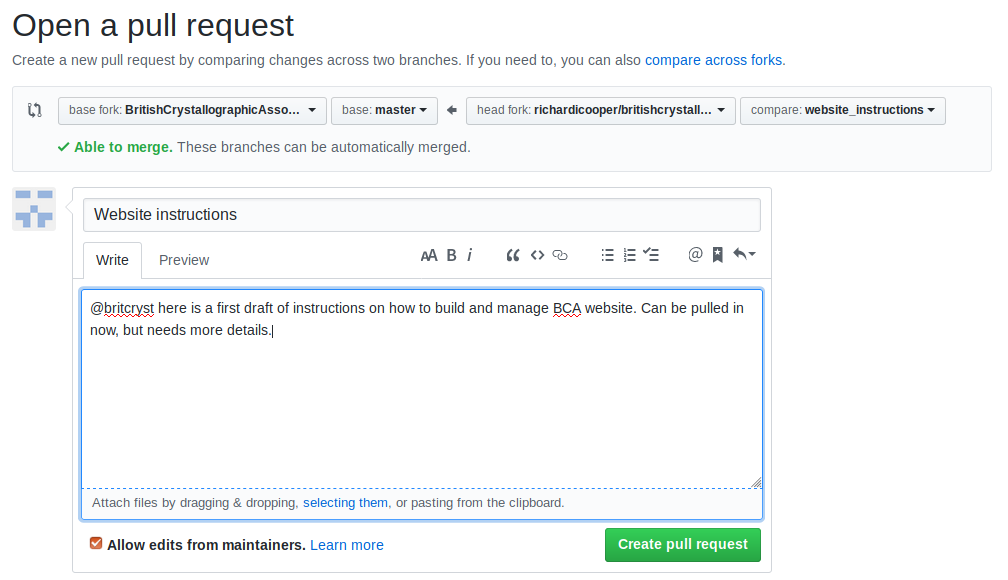 Open a pull request
Create a new pull request by comparing changes across two branches. If you need to, you can also compare across forks.
base fork: BritishCrystallographicAsso… base: master head fork: richardicooper/britishcrystall… compare: website_instructions
Able to merge. These branches can be automatically merged.
Website instructions
Write Preview AA B i @
@britcryst here is a first draft of instructions on how to build and manage BCA website. Can be pulled in
now, but needs more details.
Attach files by dragging & dropping, selecting them, or pasting from the clipboard.
Allow edits from maintainers. Learn more Create pull request